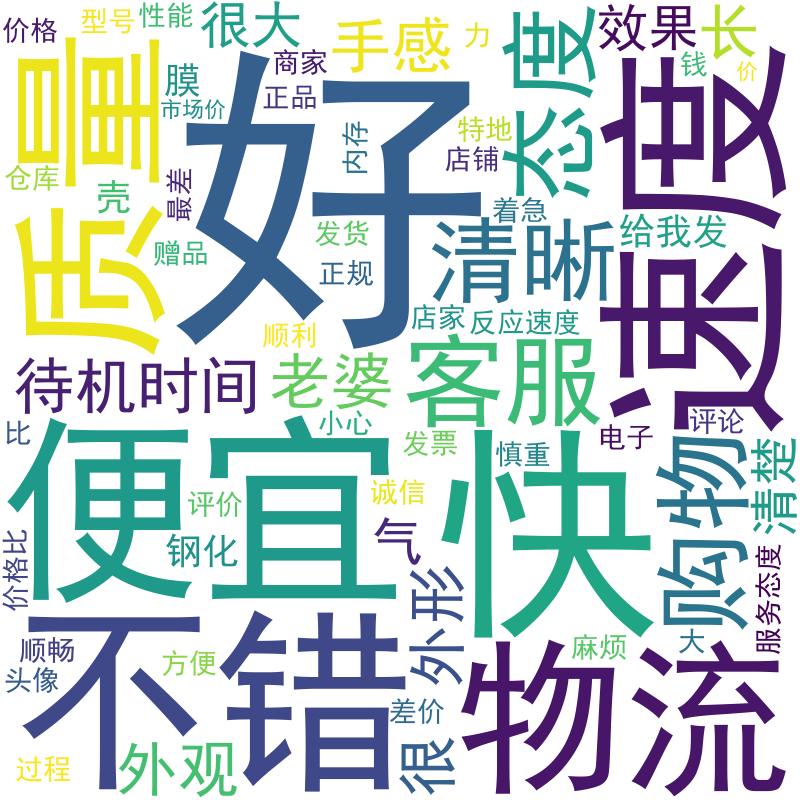 价格
型号
性能
很大
手感
力
态度
效果
长
质量
膜
商家
正品
市场价
好
内存
特地
店铺
钱
价
速度
仓库
壳
最差
赠品
发货
正规
着急
清晰
给我发
顺利
店家
反应速度
待机时间
老婆
客服
小心
比
发票
慎重
电子
评论
便宜
快
评价
诚信
钢化
气
购物
清楚
价格比
外形
服务态度
不错
顺畅
头像
方便
麻烦
大
物流
差价
过程
外观
很